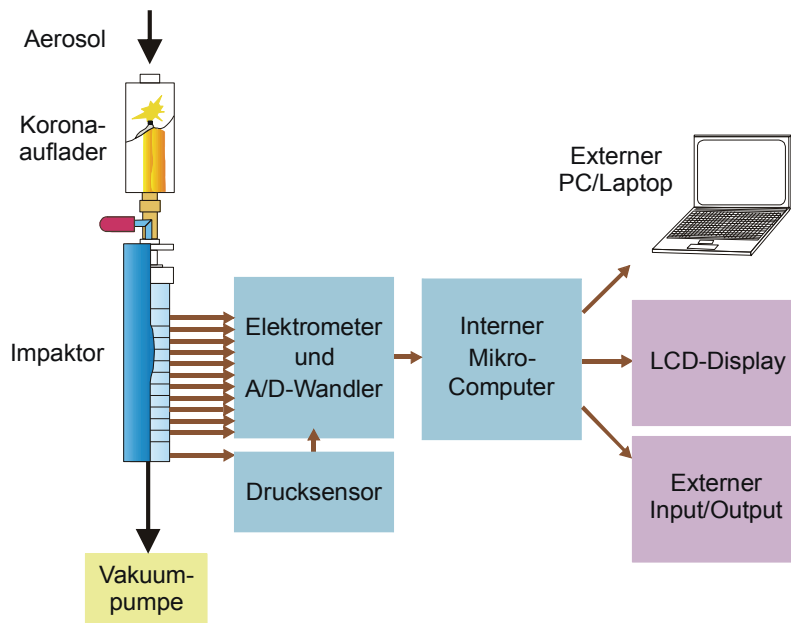 Aerosol
Korona-
auflader
Impaktor
Vakuum-
pumpe
Elektrometer
und
A/D-Wandler
Drucksensor
Interner
Mikro-
Computer
Externer
PC/Laptop
LCD-Display
Externer
Input/Output